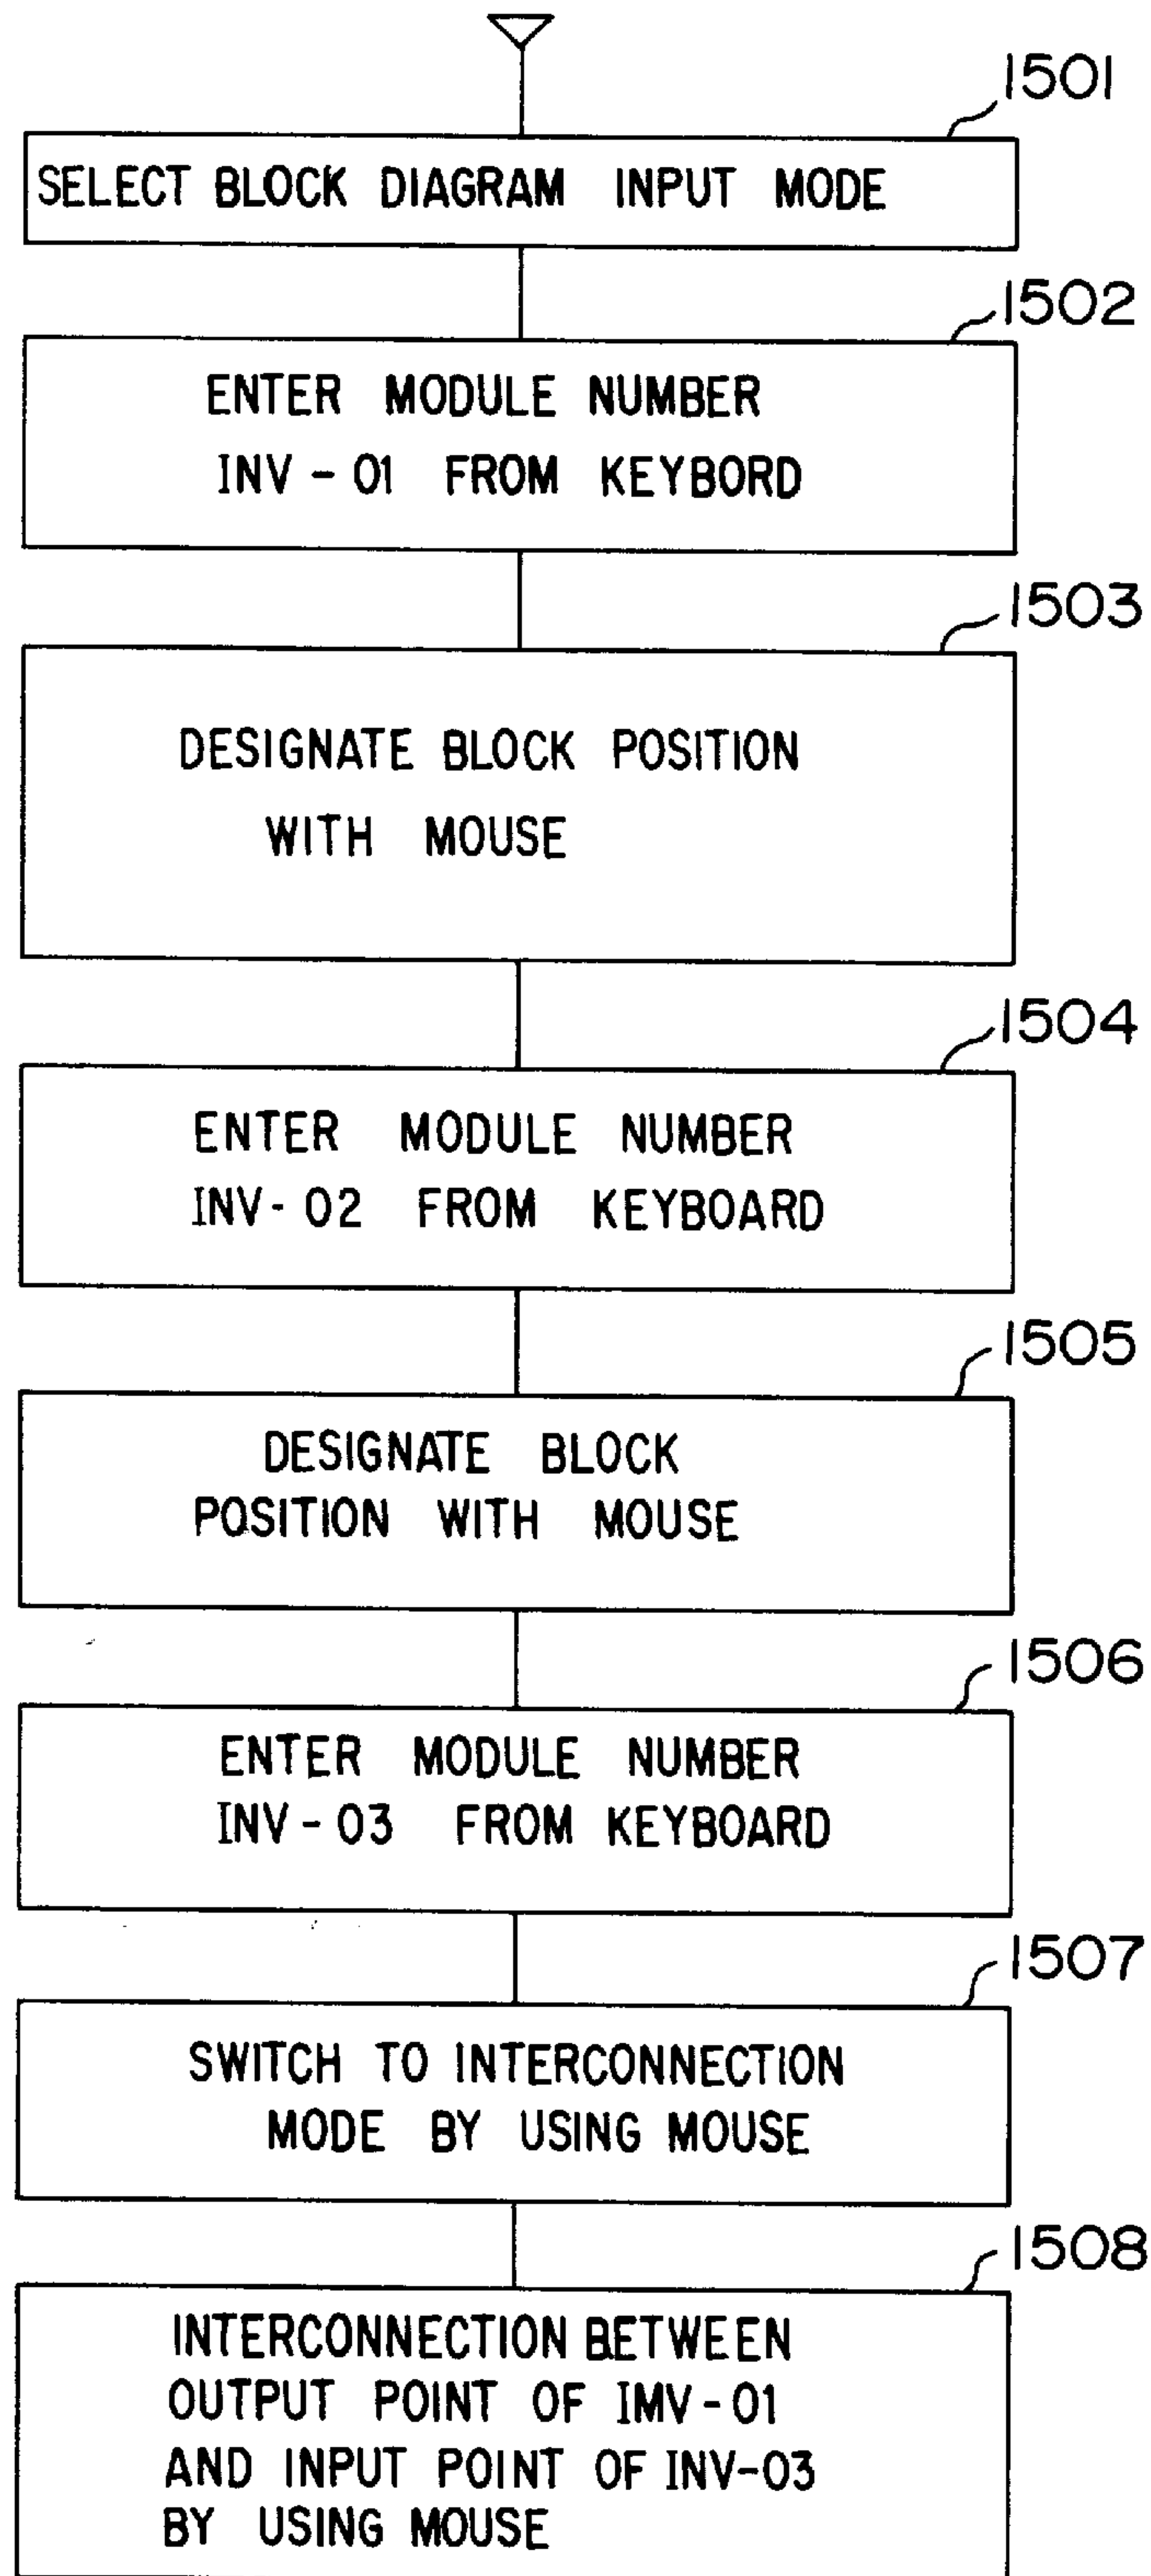 1501
SELECT BLOCK DIAGRAM INPUT MODE
1502
ENTER MODULE NUMBER
INV - 01 FROM KEYBORD
1503
DESIGNATE BLOCK POSITION
WITH MOUSE
1504
ENTER MODULE NUMBER
INV- 02 FROM KEYBOARD
1505
DESIGNATE BLOCK
POSITION WITH MOUSE
1506
ENTER MODULE NUMBER
INV - 03 FROM KEYBOARD
1507
SWITCH TO INTERCONNECTION
MODE BY USING MOUSE
1508
INTERCONNECTION BETWEEN
OUTPUT POINT OF IMV-01
AND INPUT POINT OF INV-03
BY USING MOUSE